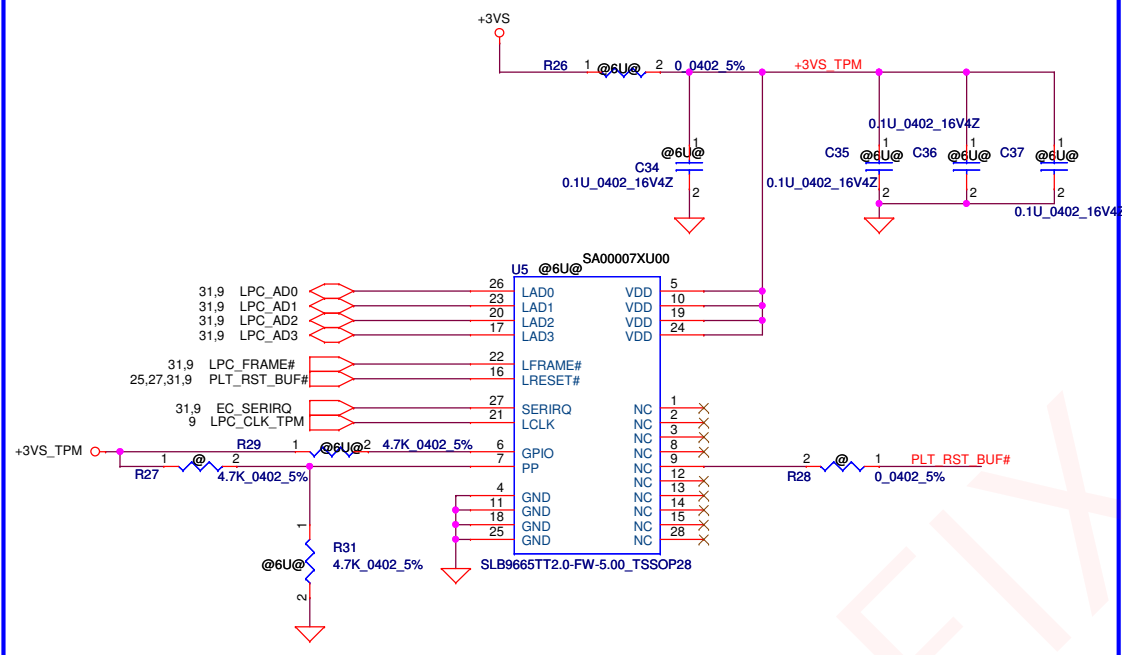 +3VS
R26 1 @6U@ 2 0_0402_5% +3VS_TPM
0.1U_0402_16V4Z
1 1 1 1
@6U@ C35 @6U@ C36 @6U@ C37 @6U@
C34
0.1U_0402_16V4Z 0.1U_0402_16V4Z
2 2 2 2
0.1U_0402_16V4Z
SA00007XU00
U5 @6U@
31,9 LPC_AD0 26 LAD0 VDD 5
31,9 LPC_AD1 23 LAD1 VDD 10
31,9 LPC_AD2 20 LAD2 VDD 19
31,9 LPC_AD3 17 LAD3 VDD 24
31,9 LPC_FRAME# 22 LFRAME#
25,27,31,9 PLT_RST_BUF# 16 LRESET#
31,9 EC_SERIRQ 27 SERIRQ NC 1
9 LPC_CLK_TPM 21 LCLK NC 2
NC 3
+3VS_TPM R29 1 @6U@ 2 4.7K_0402_5% 6 GPIO NC 8
R27 1 @ 2 4.7K_0402_5% 7 PP NC 9 2 @ 1 PLT_RST_BUF#
R28 0_0402_5%
NC 12
4 GND NC 13
11 GND NC 14
18 GND NC 15
25 GND NC 28
1
R31
@6U@ 4.7K_0402_5%
2
SLB9665TT2.0-FW-5.00_TSSOP28
FIX